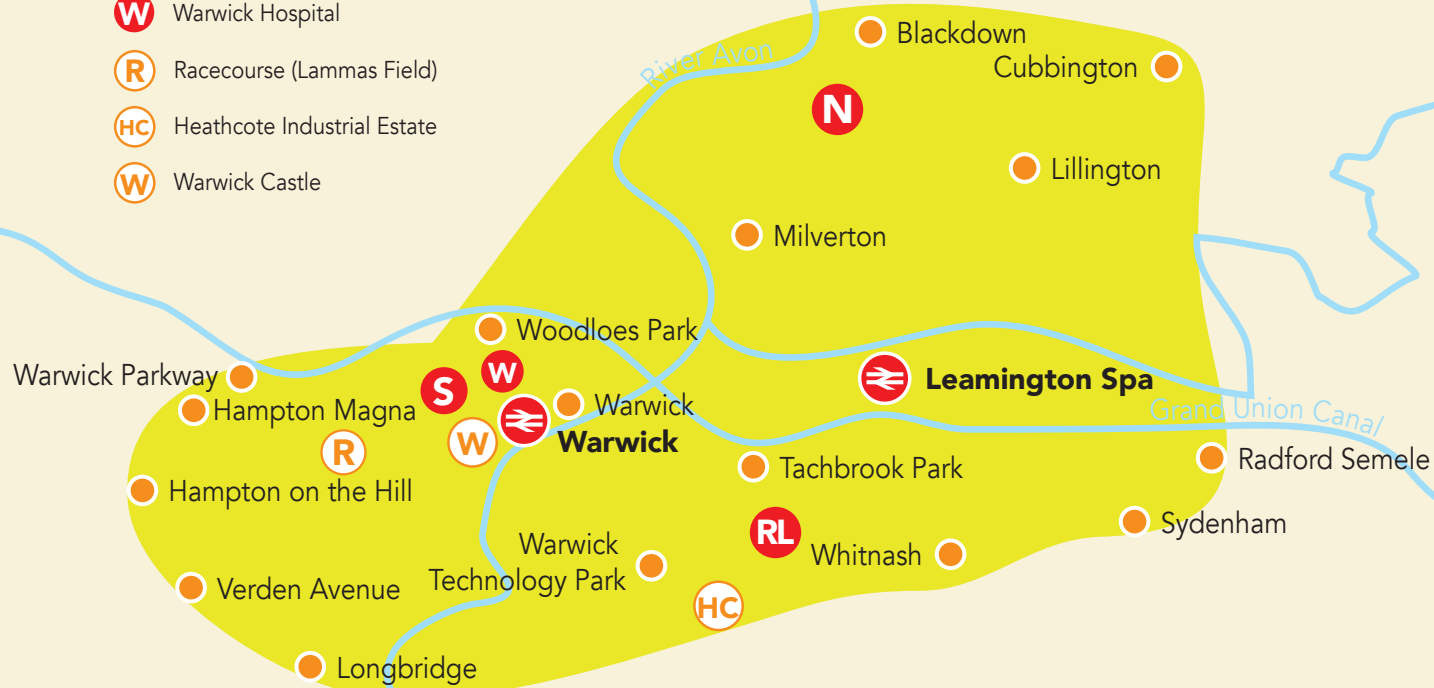 W Warwick Hospital
R Racecourse (Lammas Field)
HC Heathcote Industrial Estate
W Warwick Castle
River Avon
Blackdown
Cubbington
N
Lillington
Milverton
Woodloes Park
Warwick Parkway
W
S
Leamington Spa
Hampton Magna
Warwick
Grand Union Canal
R
W
Warwick
Radford Semele
Tachbrook Park
Hampton on the Hill
Sydenham
RL
Warwick
Technology Park
Whitnash
Verden Avenue
HC
Longbridge